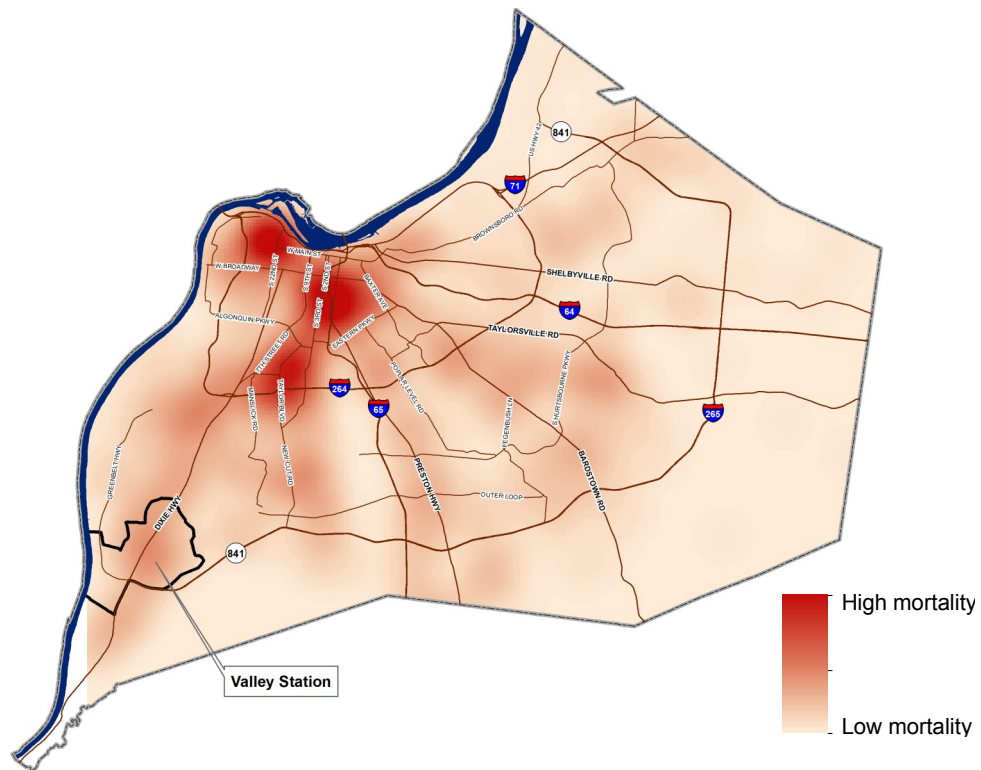 US HWY 42
841
71
BROWNSBORO RD
W MAIN ST
W BROADWAY
S 22ND ST
S 9TH ST
S 2ND ST
BAXTER AVE
SHELBYVILLE RD
S 3RD ST
64
ALGONQUIN PKWY
EASTERN PKWY
TAYLORSVILLE RD
7TH STREET RD
264
POPLAR LEVEL RD
S HURTSBOURNE PKWY
MANSLICK RD
TAYLOR BLVD
65
265
FEGENBUSH LN
GREENBELT HWY
NEW CUT RD
PRESTON HWY
BARDSTOWN RD
DIXIE HWY
OUTER LOOP
841
High mortality
Valley Station
Low mortality